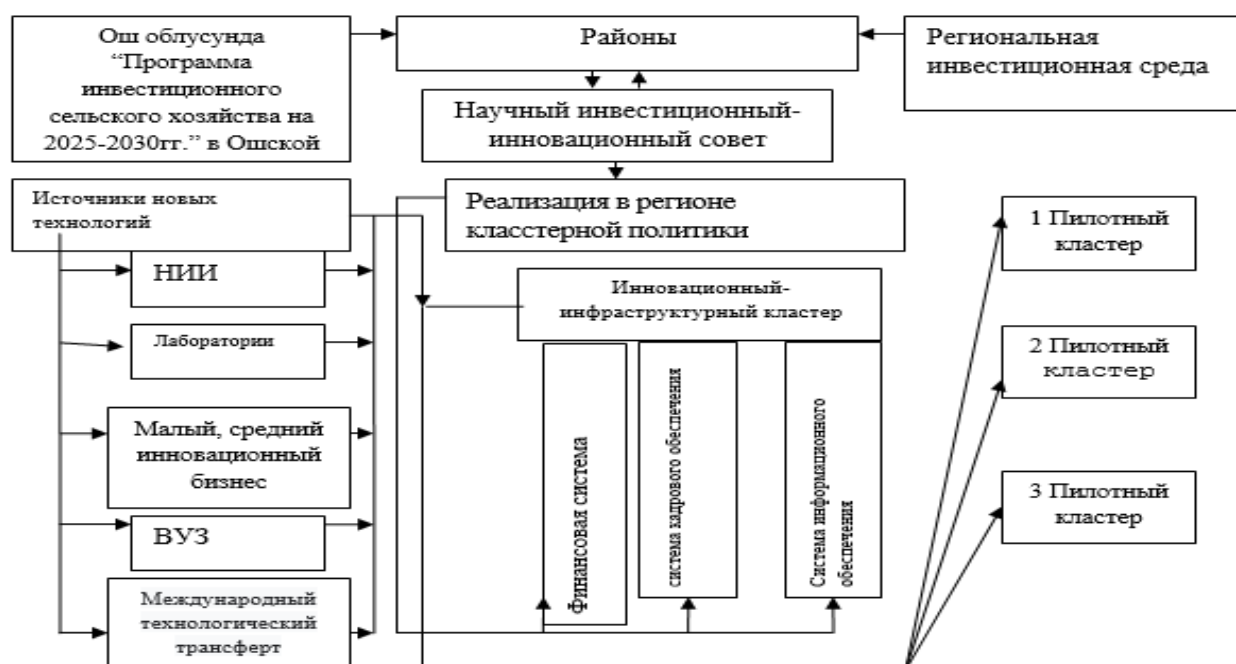 Ош облусунда
“Программа
инвестиционного
сельского хозяйства на
2025-2030гг.” в Ошской
Районы
Региональная
инвестиционная среда
Научный инвестиционный-
инновационный совет
Источники новых
технологий
Реализация в регионе
класстерной политики
1 Пилотный
кластер
НИИ
Инновационный-
инфраструктурный кластер
Лаборатории
2 Пилотный
кластер
Малый, средний
инновационный
бизнес
Финансовая система
система кадрового обеспечения
Система информационного
обеспечения
3 Пилотный
кластер
ВУЗ
Международный
технологический
трансферт